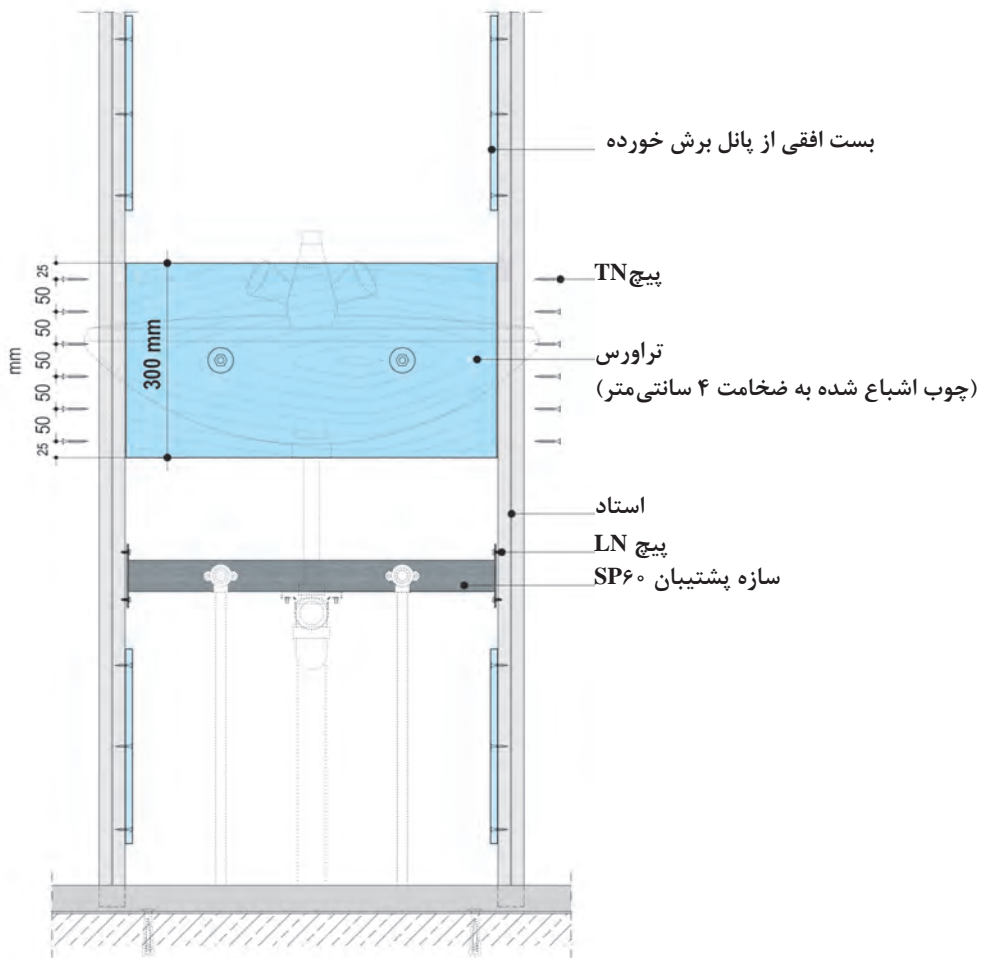 بست افقی از پانل برش خورده
پیچTN
تراورس
(چوب اشباع شده به ضخامت ۴ سانتی‌متر)
استاد
پیچ LN
سازه پشتیبان SP۶۰
300 mm
mm
25
50
50
50
50
50
25